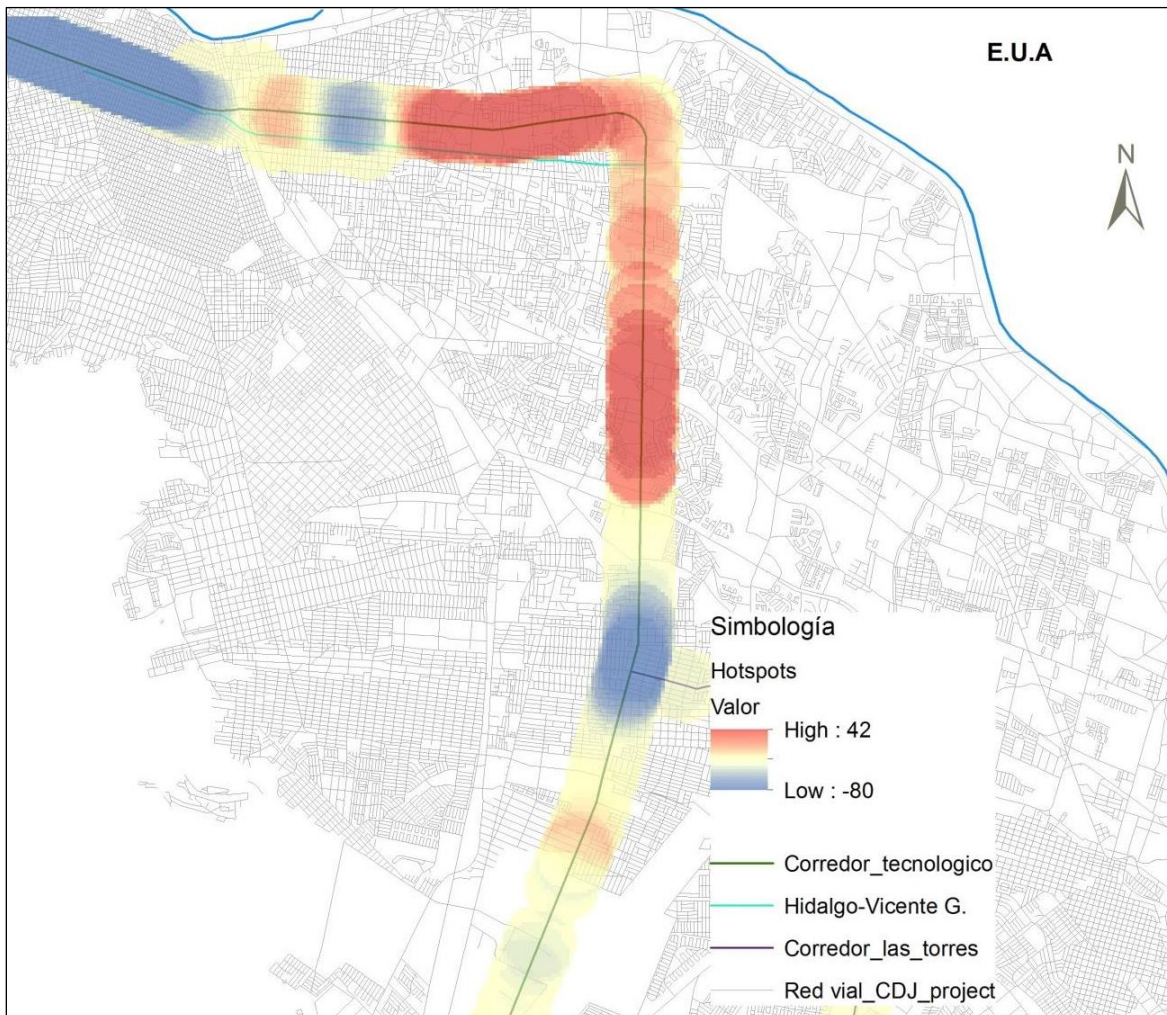 E.U.A
N
Simbología
Hotspots
Valor
High : 42
Low : -80
Corredor_tecnologico
Hidalgo-Vicente G.
Corredor_las_torres
Red vial_CDJ_project